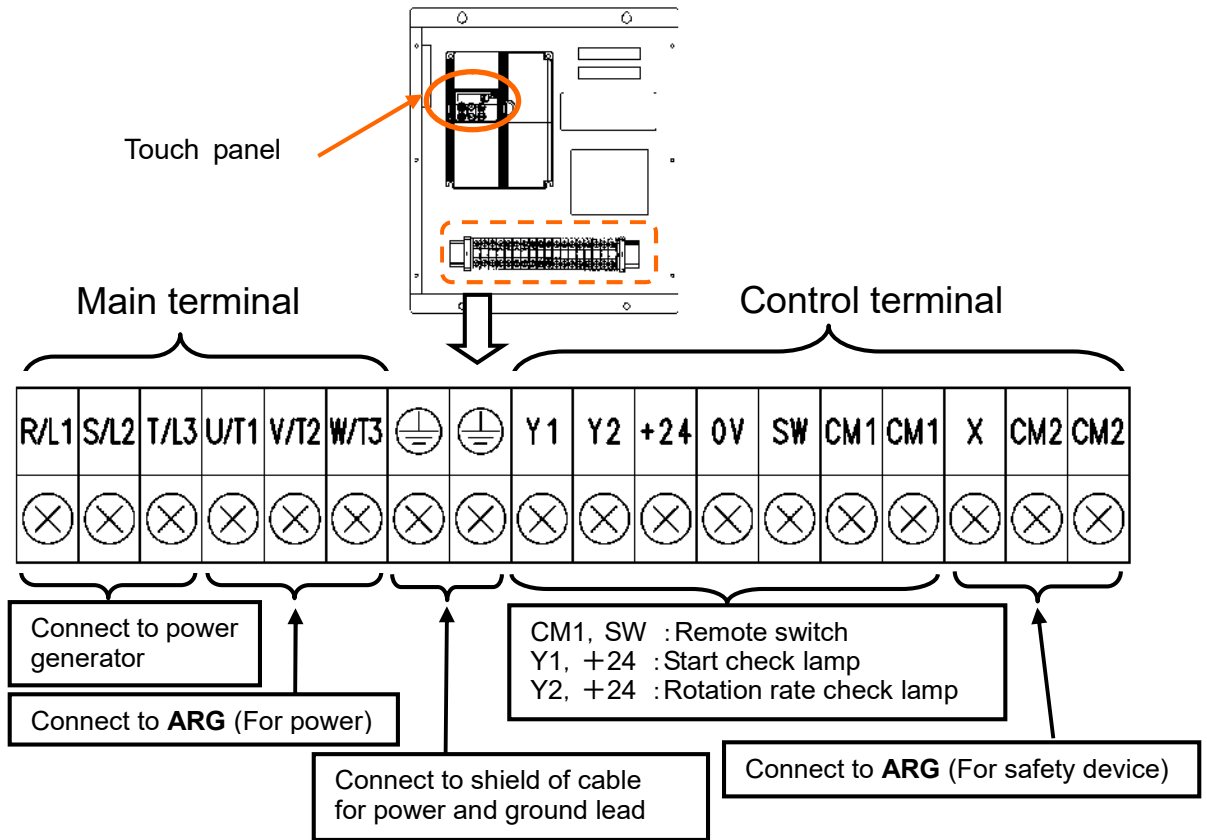 Touch panel
Main terminal
Control terminal
R/L1 S/L2 T/L3 U/T1 V/T2 W/T3 Y1 Y2 +24 0V SW CM1 CM1 X CM2 CM2
Connect to power
generator
Connect to ARG (For power)
Connect to shield of cable
for power and ground lead
CM1, SW :Remote switch
Y1, +24 :Start check lamp
Y2, +24 :Rotation rate check lamp
Connect to ARG (For safety device)